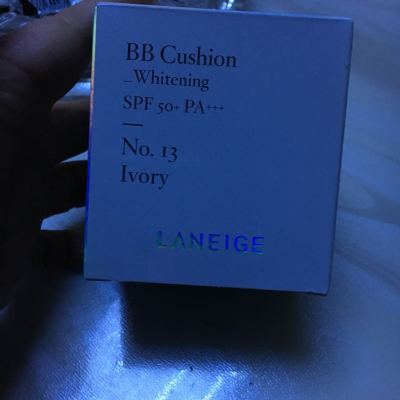 BB Cushion
_Whitening
SPF 50+ PA+++
No. 13
Ivory
LANEIGE